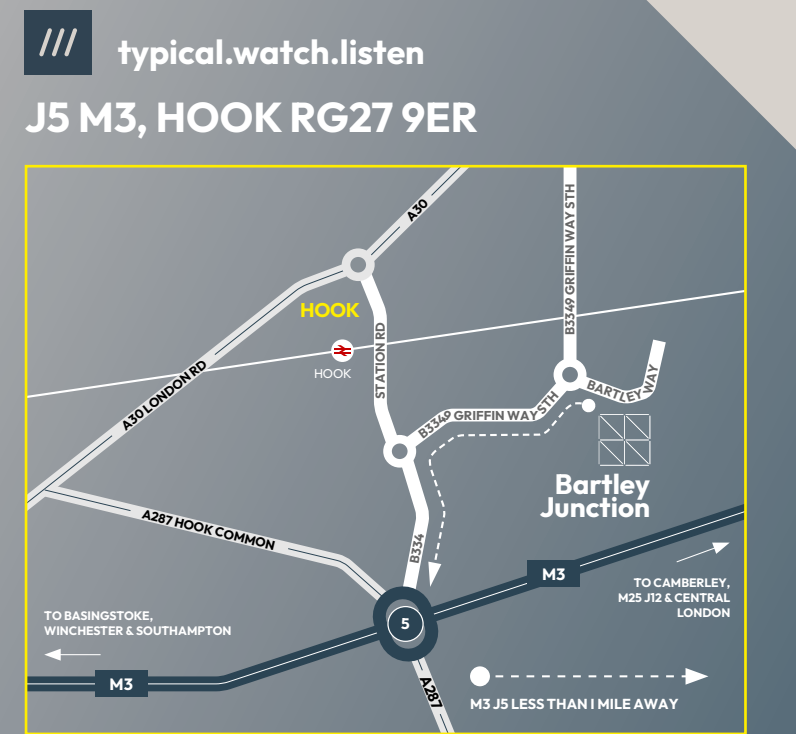 typical.watch.listen
J5 M3, HOOK RG27 9ER
A30
B3349 GRIFFIN WAY STH
HOOK
STATION RD
HOOK
A30 LONDON RD
BARTLEY WAY
B3349 GRIFFIN WAY STH
Bartley
Junction
A287 HOOK COMMON
B334
M3
TO CAMBERLEY,
M25 J12 & CENTRAL
LONDON
TO BASINGSTOKE,
WINCHESTER & SOUTHAMPTON
5
M3
A287
M3 J5 LESS THAN 1 MILE AWAY